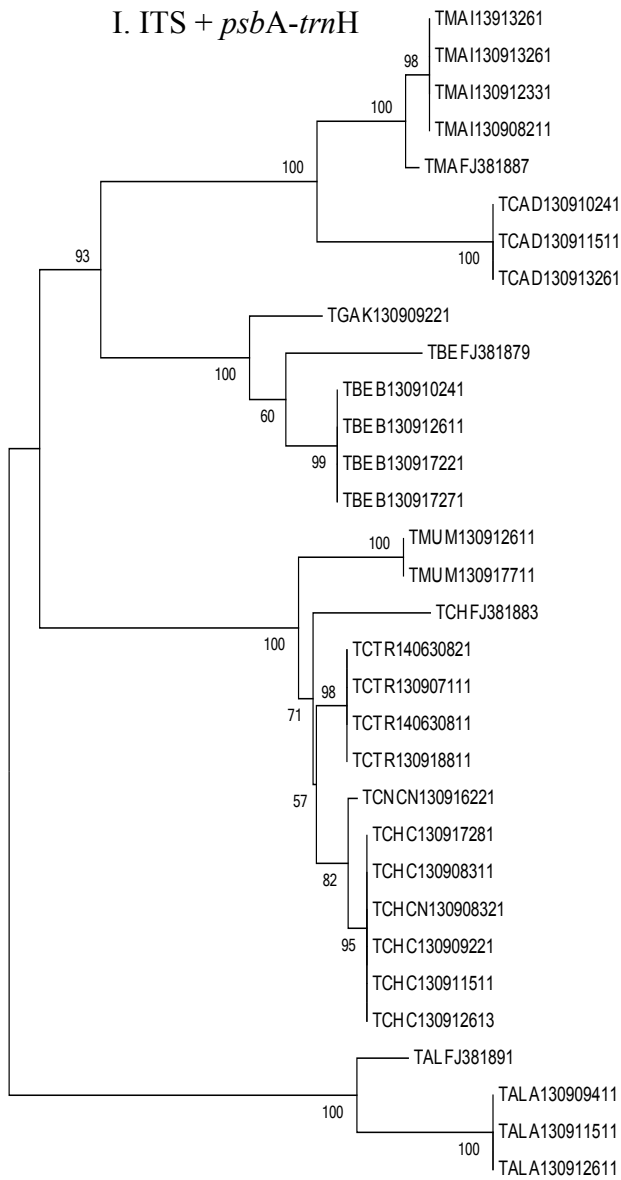 I. ITS + psbA-trnH
TMAI13913261
98
TMAI130913261
TMAI130912331
100
TMAI130908211
TMAFJ381887
100
TCAD130910241
TCAD130911511
100
TCAD130913261
93
TGAK130909221
TBEFJ381879
100
TBEB130910241
60
TBEB130912611
99
TBEB130917221
TBEB130917271
100
TMUM130912611
TMUM130917711
TCHFJ381883
100
TCTR140630821
98
TCTR130907111
71
TCTR140630811
TCTR130918811
57
TCNCN130916221
TCHC130917281
82
TCHC130908311
TCHCN130908321
95
TCHC130909221
TCHC130911511
TCHC130912613
TALFJ381891
100
TALA130909411
TALA130911511
100
TALA130912611